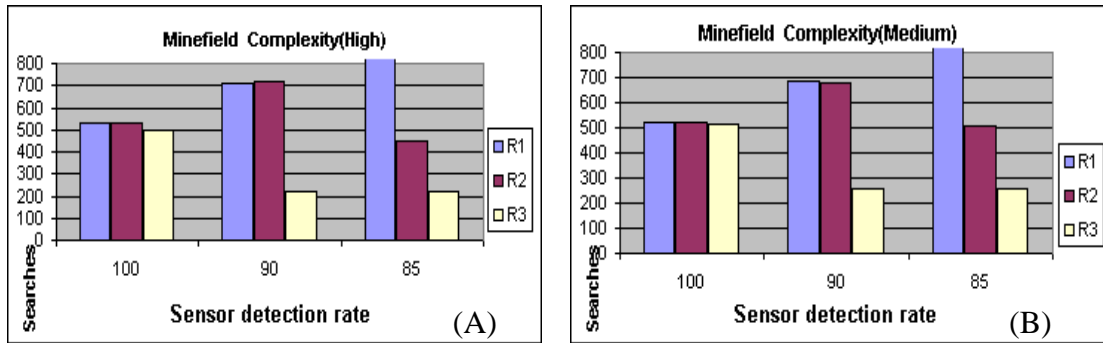 Minefield Complexity(High)
800
700
600
500
400
300
200
100
0
Searches
100
90
85
Sensor detection rate
R1
R2
R3
(A)
Minefield Complexity(Medium)
800
700
600
500
400
300
200
100
0
Searches
100
90
85
Sensor detection rate
R1
R2
R3
(B)